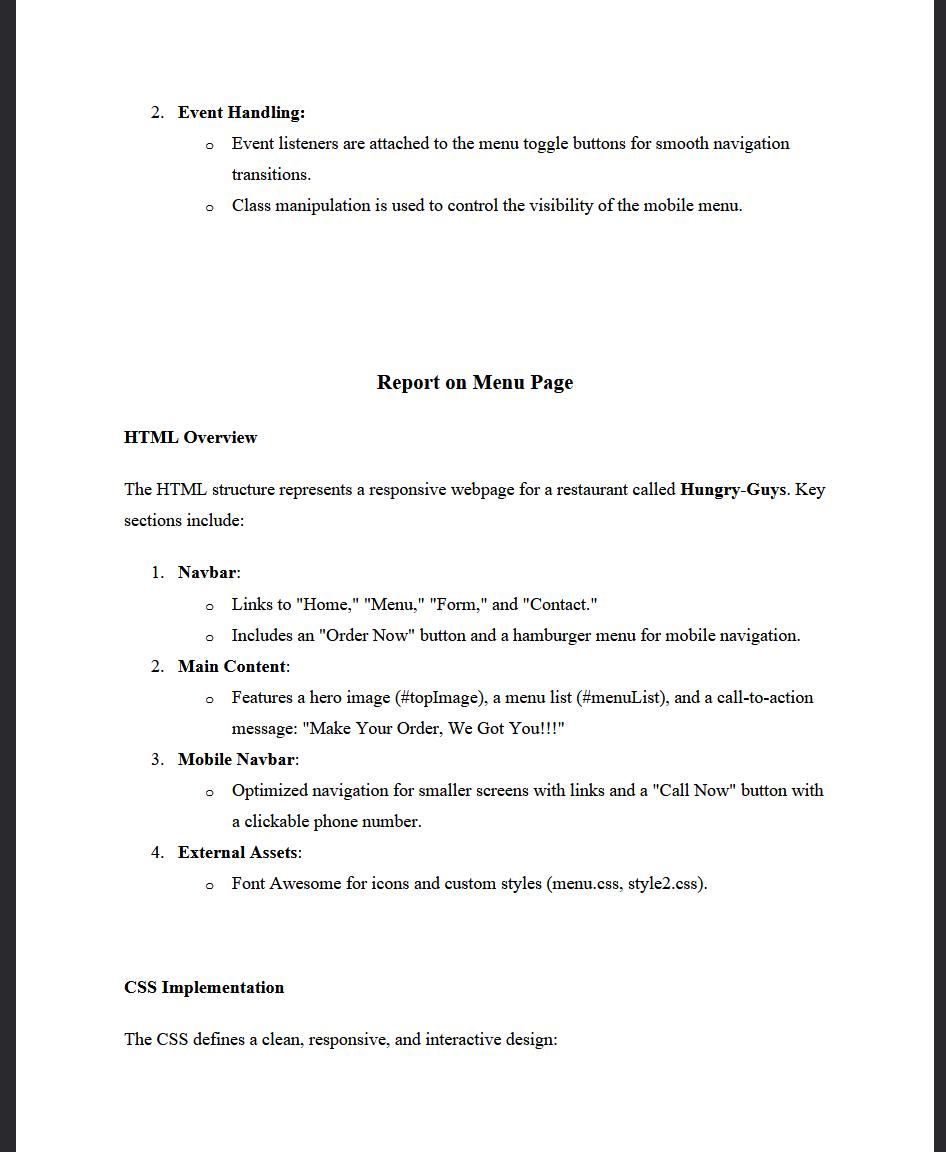 2. Event Handling:
o Event listeners are attached to the menu toggle buttons for smooth navigation
transitions.
o Class manipulation is used to control the visibility of the mobile menu.
Report on Menu Page
HTML Overview
The HTML structure represents a responsive webpage for a restaurant called Hungry-Guys. Key
sections include:
1. Navbar:
o Links to "Home," "Menu," "Form," and "Contact."
o Includes an "Order Now" button and a hamburger menu for mobile navigation.
2. Main Content:
o Features a hero image (#topImage), a menu list (#menuList), and a call-to-action
message: "Make Your Order, We Got You!!!"
3. Mobile Navbar:
o Optimized navigation for smaller screens with links and a "Call Now" button with
a clickable phone number.
4. External Assets:
o Font Awesome for icons and custom styles (menu.css, style2.css).
CSS Implementation
The CSS defines a clean, responsive, and interactive design: